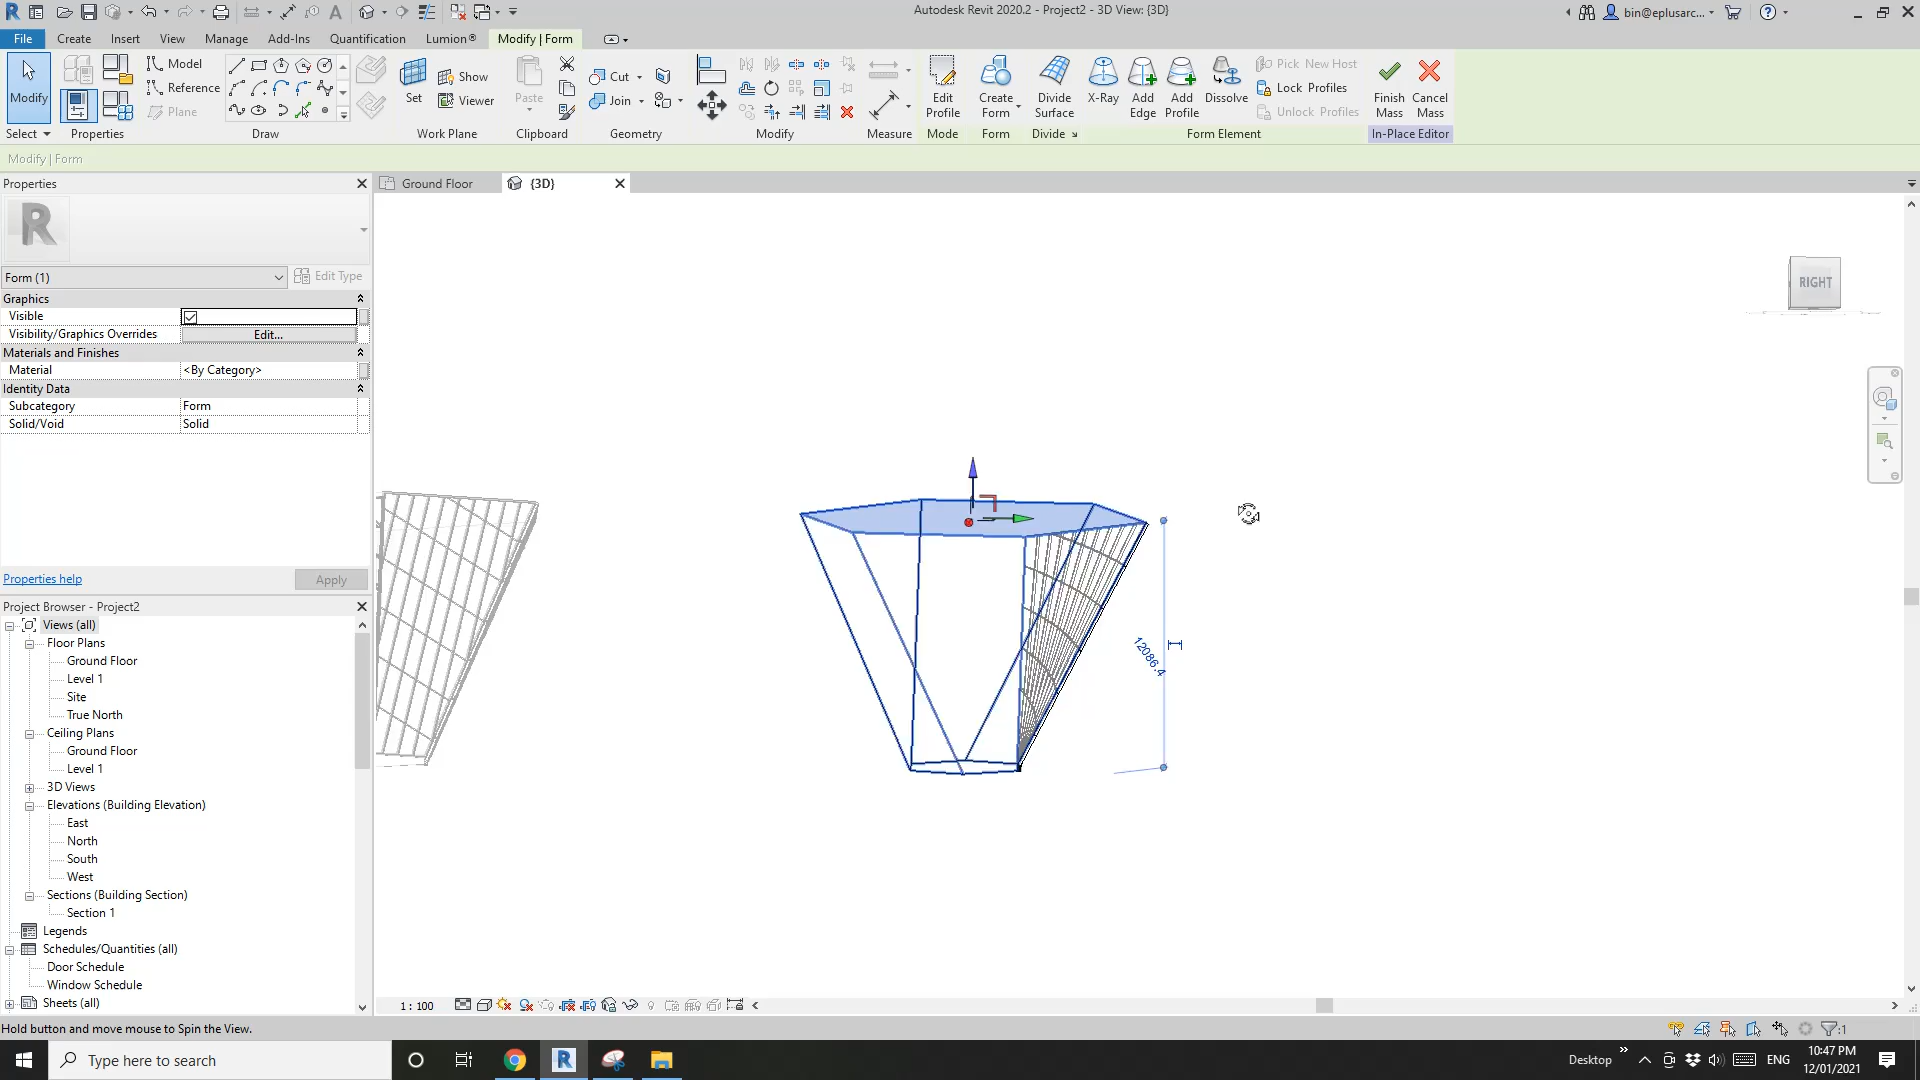 Autodesk Revit 2020.2 - Project2 - 3D View: {3D}
bin@eplusarc...
File Create Insert View Manage Add-Ins Quantification Lumion® Modify | Form
Modify
Model
Reference
Plane
Set
Show
Viewer
Paste
Cut
Join
Edit Profile
Create Form
Divide Surface
X-Ray
Add Edge
Add Profile
Dissolve
Pick New Host
Lock Profiles
Unlock Profiles
Finish Mass
Cancel Mass
Select Properties Draw Work Plane Clipboard Geometry Modify Measure Mode Form Divide Form Element In-Place Editor
Modify | Form
Properties
Ground Floor
{3D}
R
Form (1)
Edit Type
Graphics
Visible
Visibility/Graphics Overrides Edit...
Materials and Finishes
Material <By Category>
Identity Data
Subcategory Form
Solid/Void Solid
Properties help
Apply
RIGHT
12086.4
Project Browser - Project2
Views (all)
Floor Plans
Ground Floor
Level 1
Site
True North
Ceiling Plans
Ground Floor
Level 1
3D Views
Elevations (Building Elevation)
East
North
South
West
Sections (Building Section)
Section 1
Legends
Schedules/Quantities (all)
Door Schedule
Window Schedule
Sheets (all)
1 : 100
Hold button and move mouse to Spin the View.
:1
Type here to search
Desktop
ENG
10:47 PM
12/01/2021